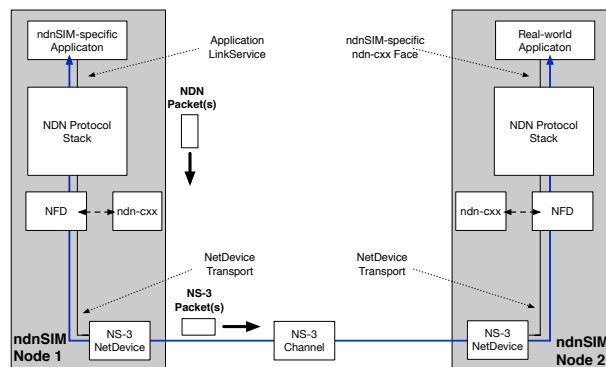 ndnSIM-specific
Applicaton
Application
LinkService
ndnSIM-specific
ndn-cxx Face
Real-world
Applicaton
NDN
Packet(s)
NDN Protocol
Stack
NDN Protocol
Stack
NFD
ndn-cxx
ndn-cxx
NFD
NetDevice
Transport
NetDevice
Transport
NS-3
Packet(s)
ndnSIM
Node 1
NS-3
NetDevice
NS-3
Channel
NS-3
NetDevice
ndnSIM
Node 2